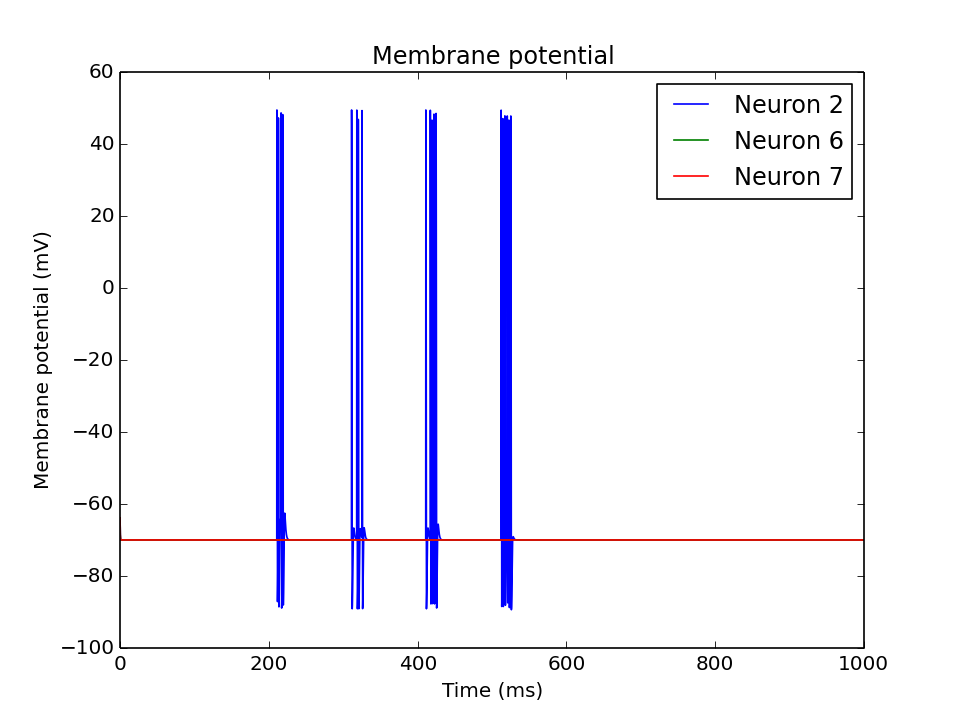 Membrane potential
60
40
20
0
−20
−40
−60
−80
−100
Membrane potential (mV)
Neuron 2
Neuron 6
Neuron 7
0 200 400 600 800 1000
Time (ms)